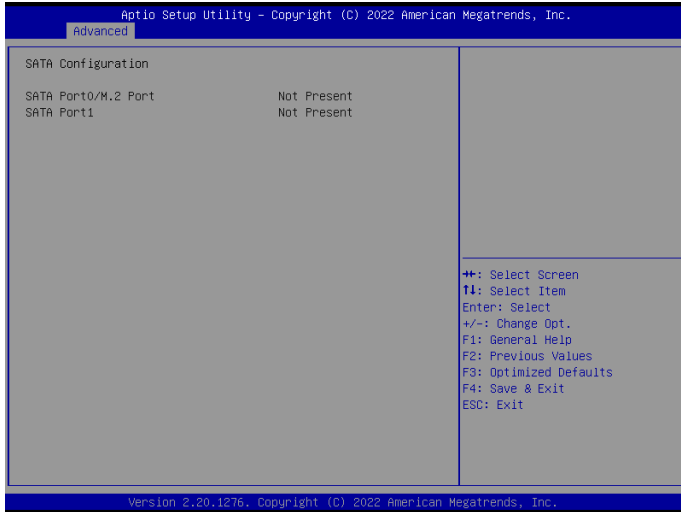 Aptio Setup Utility – Copyright (C) 2022 American Megatrends, Inc.
Advanced
SATA Configuration
SATA Port0/M.2 Port Not Present
SATA Port1 Not Present
→←: Select Screen
↑↓: Select Item
Enter: Select
+/-: Change Opt.
F1: General Help
F2: Previous Values
F3: Optimized Defaults
F4: Save & Exit
ESC: Exit
Version 2.20.1276. Copyright (C) 2022 American Megatrends, Inc.